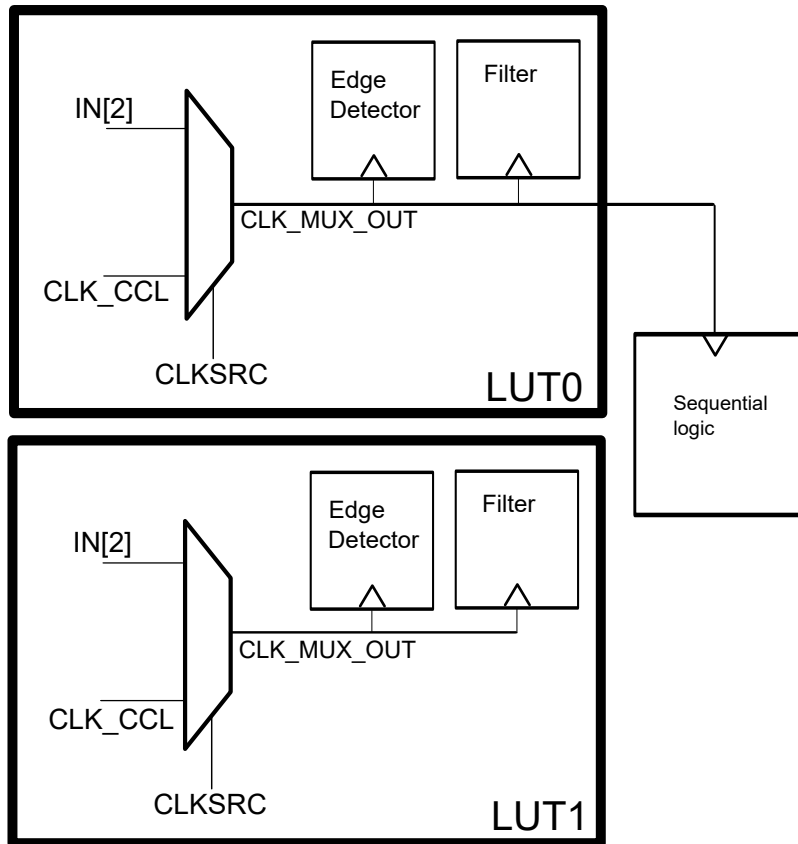 Edge
Detector
Filter
IN[2]
CLK_MUX_OUT
CLK_CCL
CLKSRC
LUT0
Sequential
logic
Edge
Detector
Filter
IN[2]
CLK_MUX_OUT
CLK_CCL
CLKSRC
LUT1